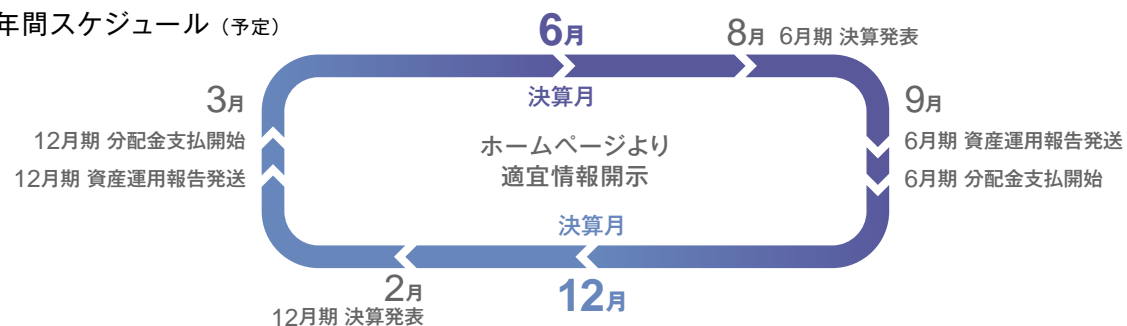 年間スケジュール（予定）
6月
決算月
8月 6月期 決算発表
9月
6月期 資産運用報告発送
6月期 分配金支払開始
ホームページより
適宜情報開示
決算月
12月
2月
12月期 決算発表
3月
12月期 分配金支払開始
12月期 資産運用報告発送